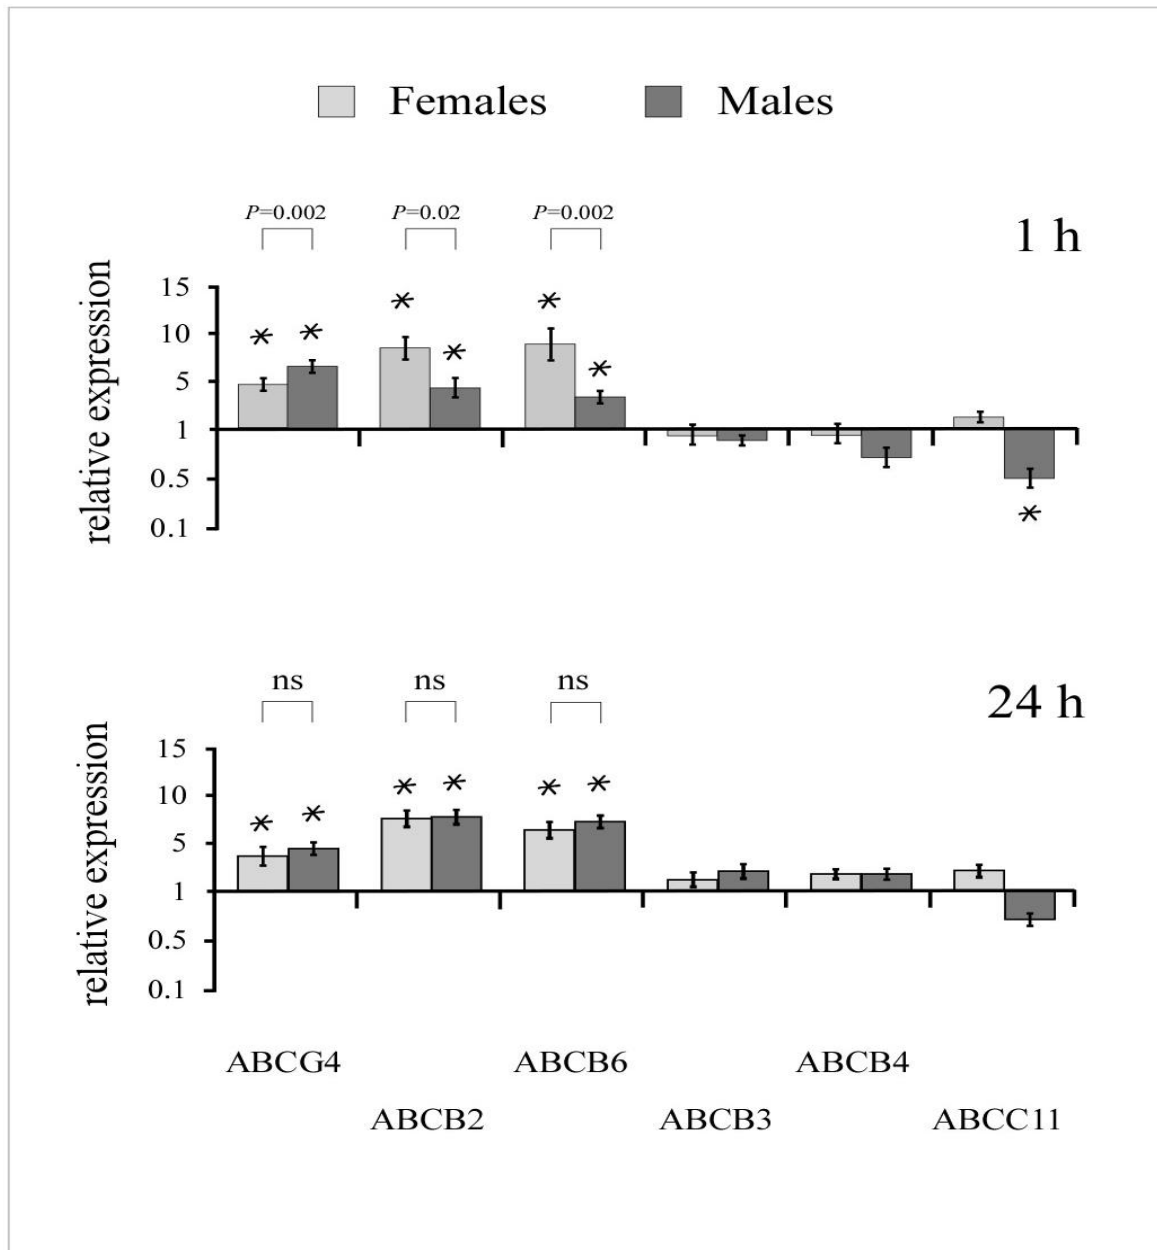 Females Males
P=0.002 P=0.02 P=0.002
1 h
relative expression
15
10
5
1
0.5
0.1
ns ns ns
24 h
relative expression
15
10
5
1
0.5
0.1
ABCG4 ABCB6 ABCB4
ABCB2 ABCB3 ABCC11